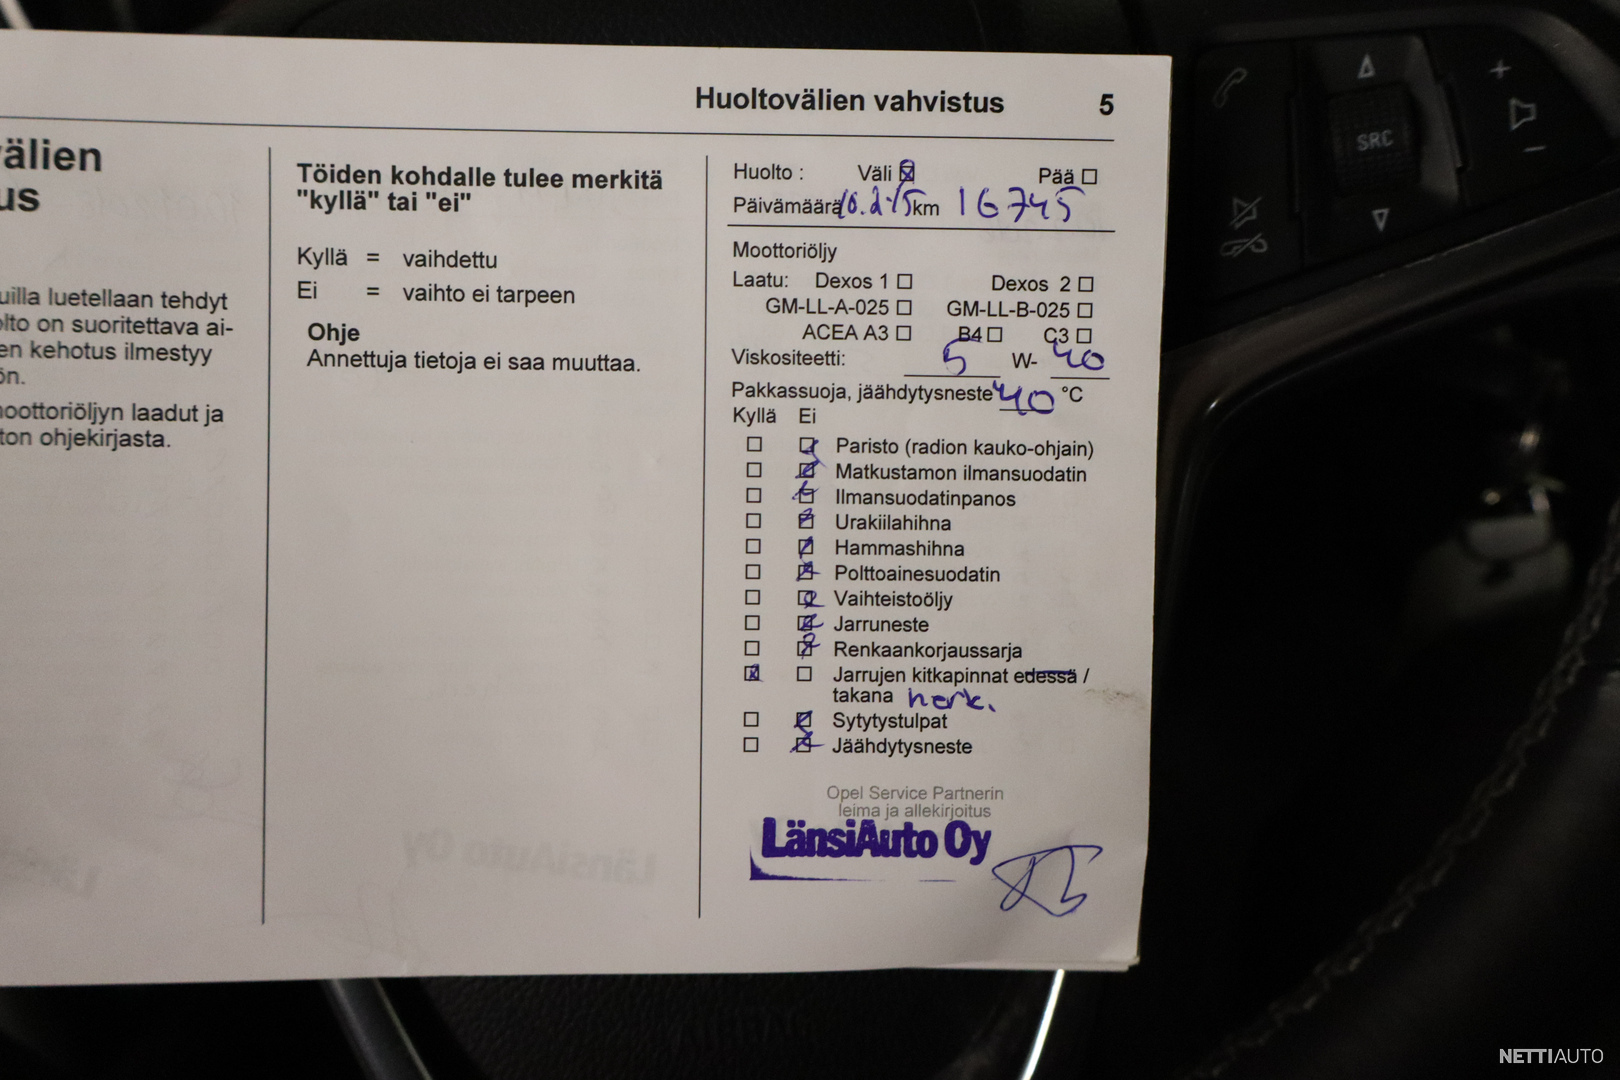 Huoltovälien vahvistus 5
välien
us
uilla luetellaan tehdyt
olto on suoritettava ai-
en kehotus ilmestyy
ön.
moottoriöljyn laadut ja
ton ohjekirjasta.
Töiden kohdalle tulee merkitä
"kyllä" tai "ei"
Kyllä = vaihdettu
Ei = vaihto ei tarpeen
Ohje
Annettuja tietoja ei saa muuttaa.
Huolto : Väli Pää
Päivämäärä 10.2.15 km 16745
Moottoriöljy
Laatu: Dexos 1 Dexos 2
GM-LL-A-025 GM-LL-B-025
ACEA A3 B4 C3
Viskositeetti: 5 W- 40
Pakkassuoja, jäähdytysneste 40 °C
Kyllä Ei
Paristo (radion kauko-ohjain)
Matkustamon ilmansuodatin
Ilmansuodatinpanos
Urakiilahihna
Hammashihna
Polttoainesuodatin
Vaihteistoöljy
Jarruneste
Renkaankorjaussarja
Jarrujen kitkapinnat edessä /
takana herk.
Sytytystulpat
Jäähdytysneste
Opel Service Partnerin
leima ja allekirjoitus
LänsiAuto Oy
SRC
NETTIAUTO